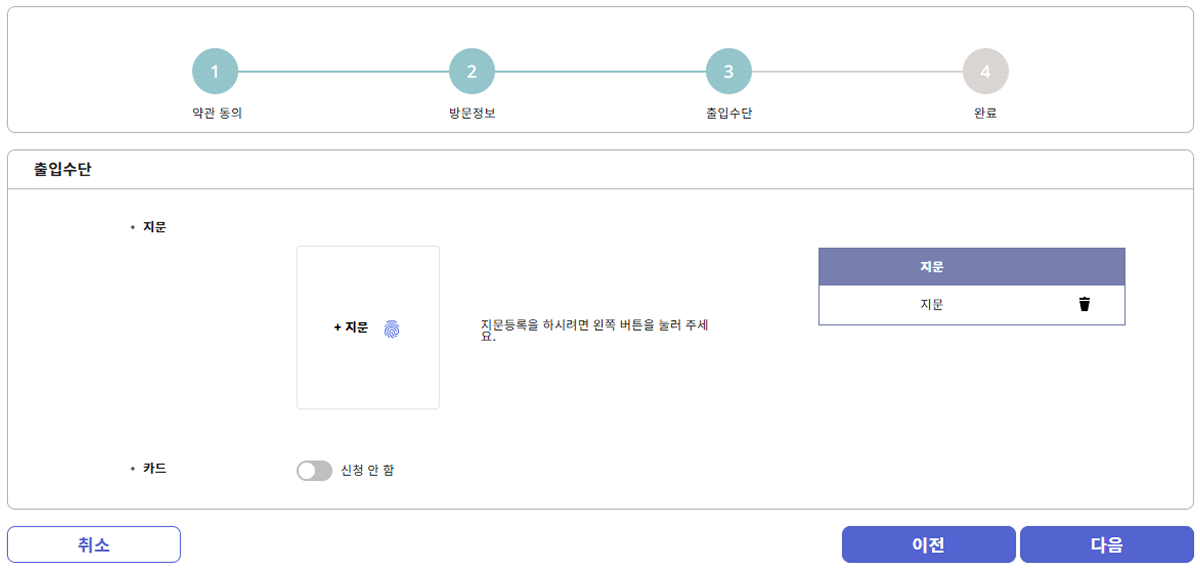 1
2
3
4
약관 동의
방문정보
출입수단
완료
출입수단
• 지문
+ 지문
지문등록을 하시려면 왼쪽 버튼을 눌러 주세
요.
지문
지문
• 카드
신청 안 함
취소
이전
다음